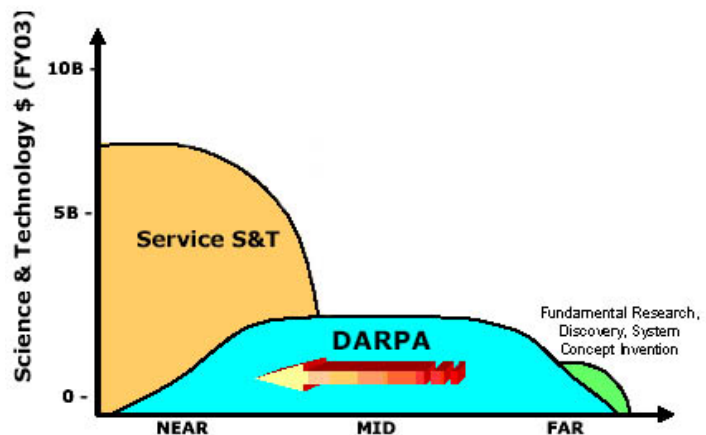 Science & Technology $ (FY03)
10B -
5B -
0 -
Service S&T
DARPA
Fundamental Research,
Discovery, System
Concept Invention
NEAR
MID
FAR